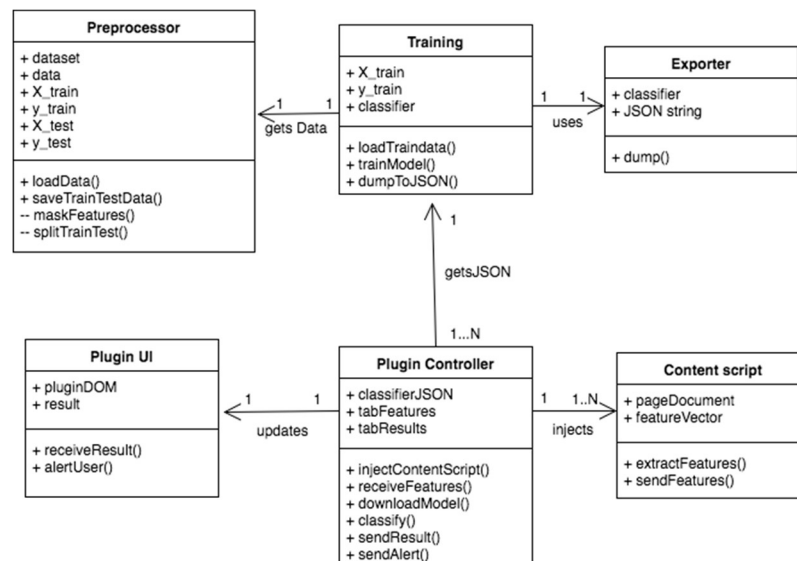 Preprocessor
+ dataset
+ data
+ X_train
+ y_train
+ X_test
+ y_test
+ loadData()
+ saveTrainTestData()
-- maskFeatures()
-- splitTrainTest()
1
1
gets Data
Training
+ X_train
+ y_train
+ classifier
+ loadTraindata()
+ trainModel()
+ dumpToJSON()
1
1
uses
Exporter
+ classifier
+ JSON string
+ dump()
1
getsJSON
1...N
Plugin UI
+ pluginDOM
+ result
+ receiveResult()
+ alertUser()
1
1
updates
Plugin Controller
+ classifierJSON
+ tabFeatures
+ tabResults
+ injectContentScript()
+ receiveFeatures()
+ downloadModel()
+ classify()
+ sendResult()
+ sendAlert()
1
1..N
injects
Content script
+ pageDocument
+ featureVector
+ extractFeatures()
+ sendFeatures()